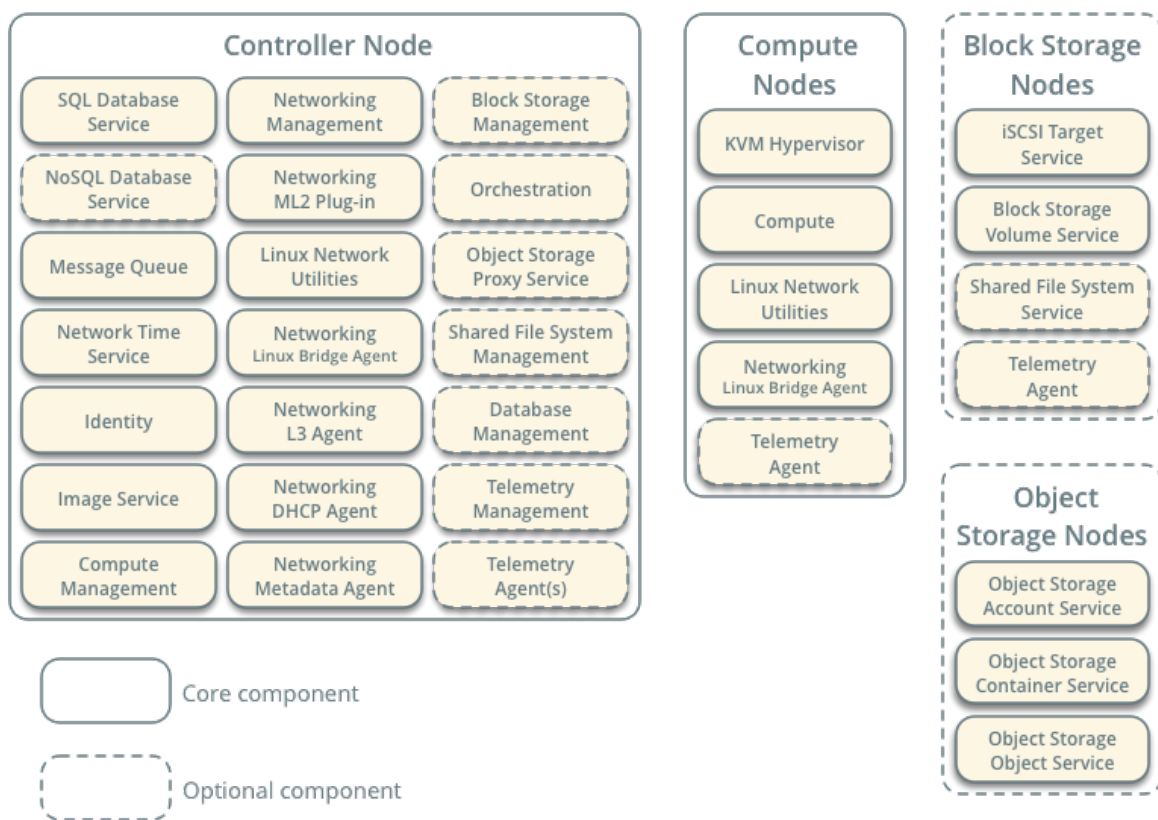 Controller Node
SQL Database
Service
Networking
Management
Block Storage
Management
NoSQL Database
Service
Networking
ML2 Plug-in
Orchestration
Message Queue
Linux Network
Utilities
Object Storage
Proxy Service
Network Time
Service
Networking
Linux Bridge Agent
Shared File System
Management
Identity
Networking
L3 Agent
Database
Management
Image Service
Networking
DHCP Agent
Telemetry
Management
Compute
Management
Networking
Metadata Agent
Telemetry
Agent(s)
Compute
Nodes
KVM Hypervisor
Compute
Linux Network
Utilities
Networking
Linux Bridge Agent
Telemetry
Agent
Block Storage
Nodes
iSCSI Target
Service
Block Storage
Volume Service
Shared File System
Service
Telemetry
Agent
Object
Storage Nodes
Object Storage
Account Service
Object Storage
Container Service
Object Storage
Object Service
Core component
Optional component